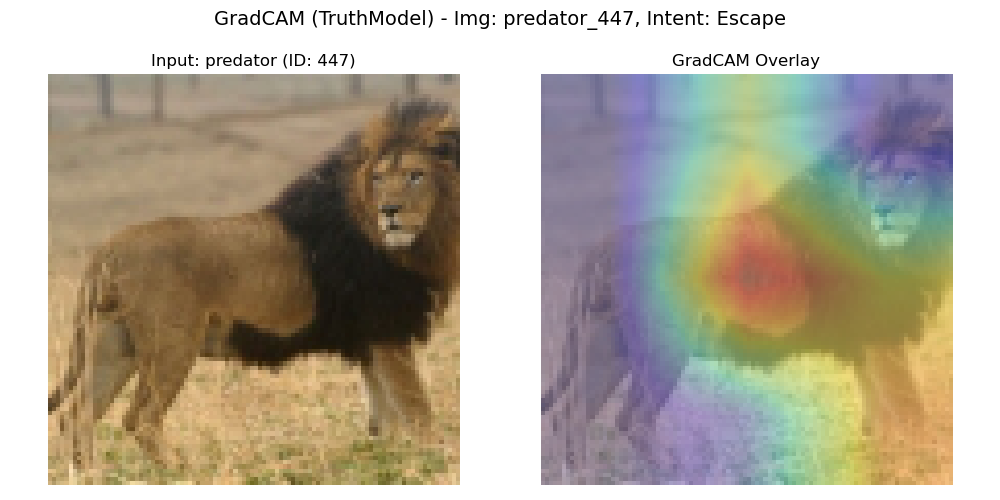 GradCAM (TruthModel) - Img: predator_447, Intent: Escape
Input: predator (ID: 447)
GradCAM Overlay